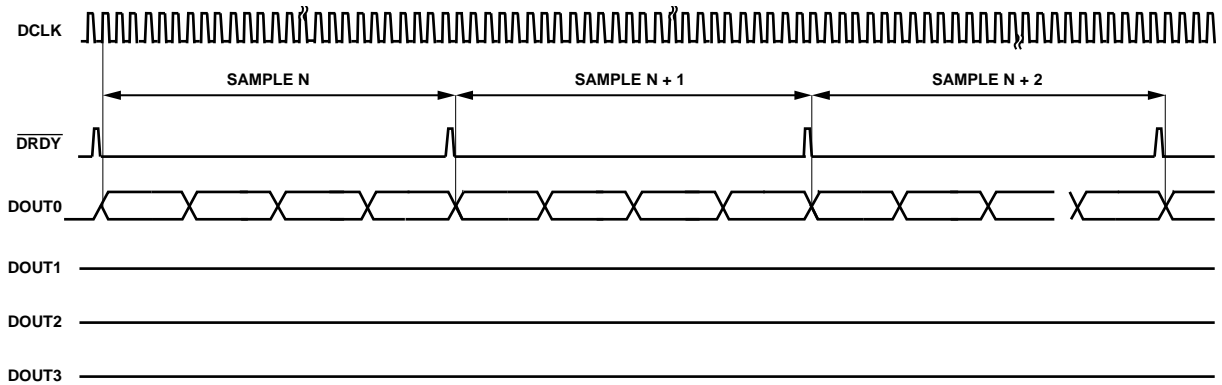 DCLK
SAMPLE N
SAMPLE N + 1
SAMPLE N + 2
DRDY
DOUT0
DOUT1
DOUT2
DOUT3